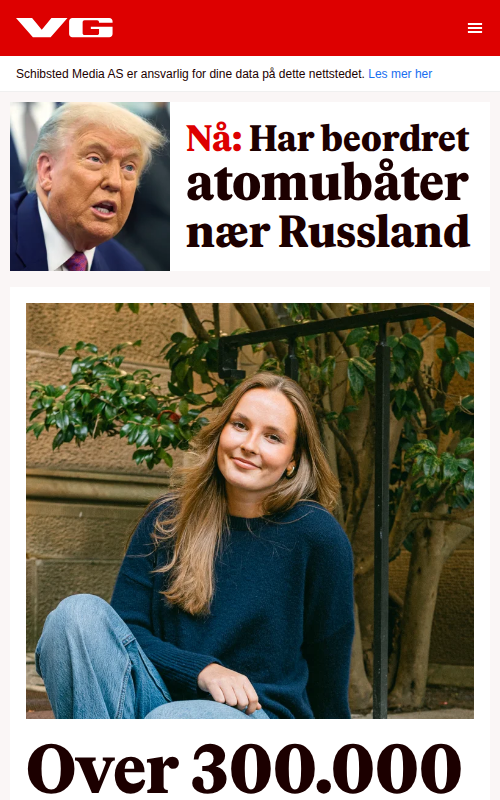 VG
Schibsted Media AS er ansvarlig for dine data på dette nettstedet. Les mer her
Nå: Har beordret
atomubåter
nær Russland
Over 300.000